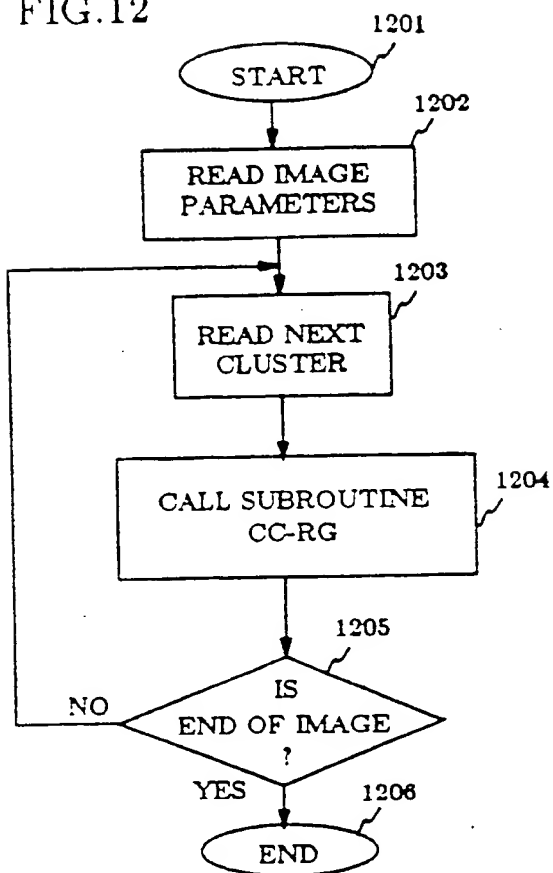 FIG.12
1201
START
1202
READ IMAGE
PARAMETERS
1203
READ NEXT
CLUSTER
1204
CALL SUBROUTINE
CC-RG
1205
IS
END OF IMAGE
?
NO
YES
1206
END